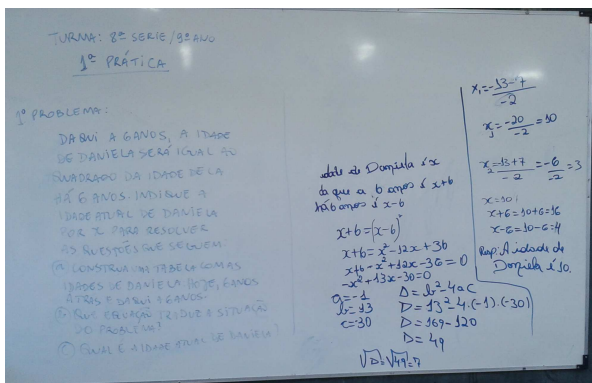 TURMA: 8ª SERIE/9º ANO
1ª PRÁTICA
1º PROBLEMA:
DAQUI A 6 ANOS, A IDADE
DE DANIELA SERÁ IGUAL AO
QUADRADO DA IDADE DELA
HÁ 6 ANOS. INDIQUE A
IDADE ATUAL DE DANIELA
POR X PARA RESOLVER
AS QUESTÕES QUE SEGUEM:
a) CONSTRUA UMA TABELA COM AS
IDADES DE DANIELA HOJE, 6 ANOS
ATRÁS E DAQUI A 6 ANOS.
b) QUE EQUAÇÃO TRADUZ A SITUAÇÃO
DO PROBLEMA?
c) QUAL É A IDADE ATUAL DE DANIELA?
idade de Daniela é x
da que a 6 anos é x+6
há 6 anos é x-6
x+6=(x-6)²
x+6=x²-12x+36
x+6-x²+12x-36=0
-x²+13x-30=0
a=-1
b=13
c=-30
Δ=b²-4ac
Δ=13²-4.(-1).(-30)
Δ=169-120
Δ=49
√Δ=√49=7
x₁=-13-7/-2
x₁=-20/-2=10
x₂=-13+7/-2=-6/-2=3
x=10;
x+6=10+6=16
x-6=10-6=4
Resp: A idade de
Daniela é 10.